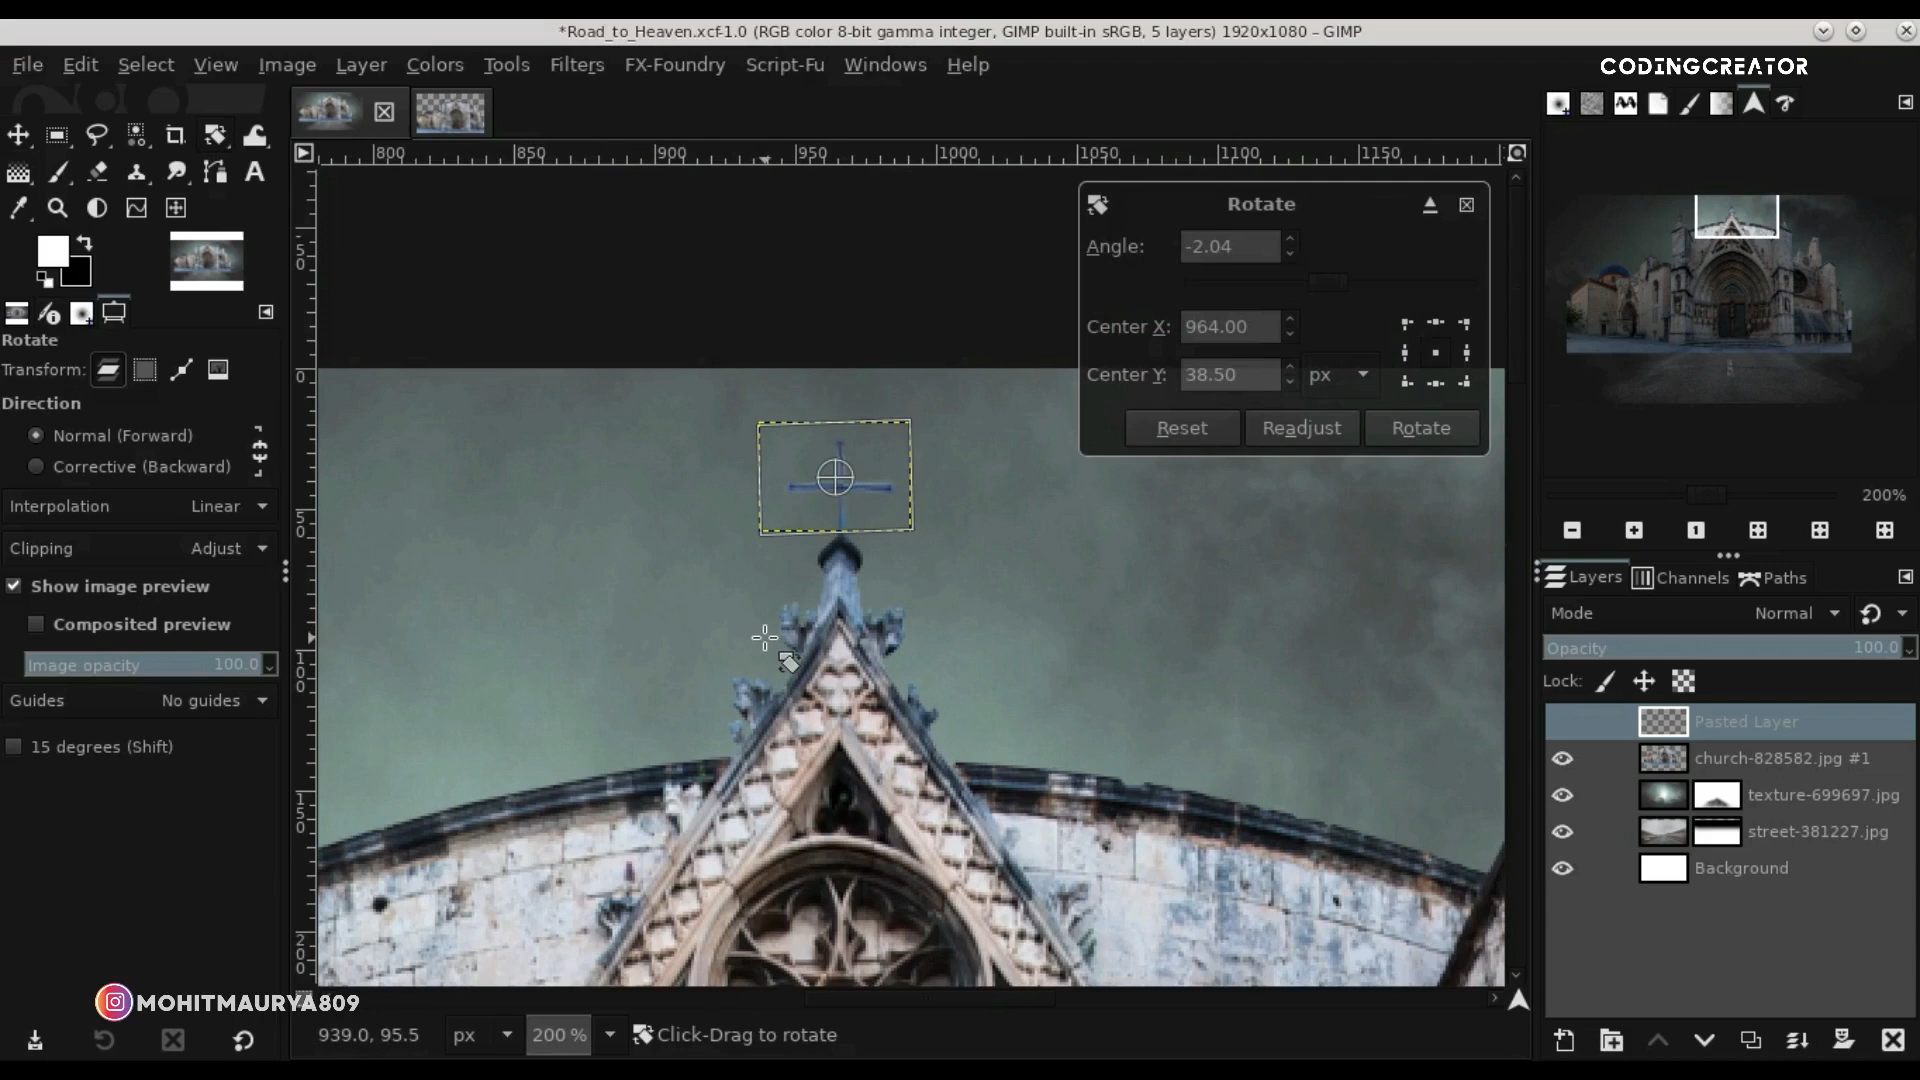 *Road_to_Heaven.xcf-1.0 (RGB color 8-bit gamma integer, GIMP built-in sRGB, 5 layers) 1920x1080 – GIMP
File Edit Select View Image Layer Colors Tools Filters FX-Foundry Script-Fu Windows Help
CODINGCREATOR
800 850 900 950 1000 1050 1100 1150
Rotate
Angle: -2.04
Center X: 964.00
Center Y: 38.50 px
Reset Readjust Rotate
50
0
50
100
150
200
Rotate
Transform:
Direction
Normal (Forward)
Corrective (Backward)
Interpolation Linear
Clipping Adjust
Show image preview
Composited preview
Image opacity 100.0
Guides No guides
15 degrees (Shift)
MOHITMAURYA809
939.0, 95.5 px 200 % Click-Drag to rotate
200%
Layers Channels Paths
Mode Normal
Opacity 100.0
Lock:
Pasted Layer
church-828582.jpg #1
texture-699697.jpg
street-381227.jpg
Background